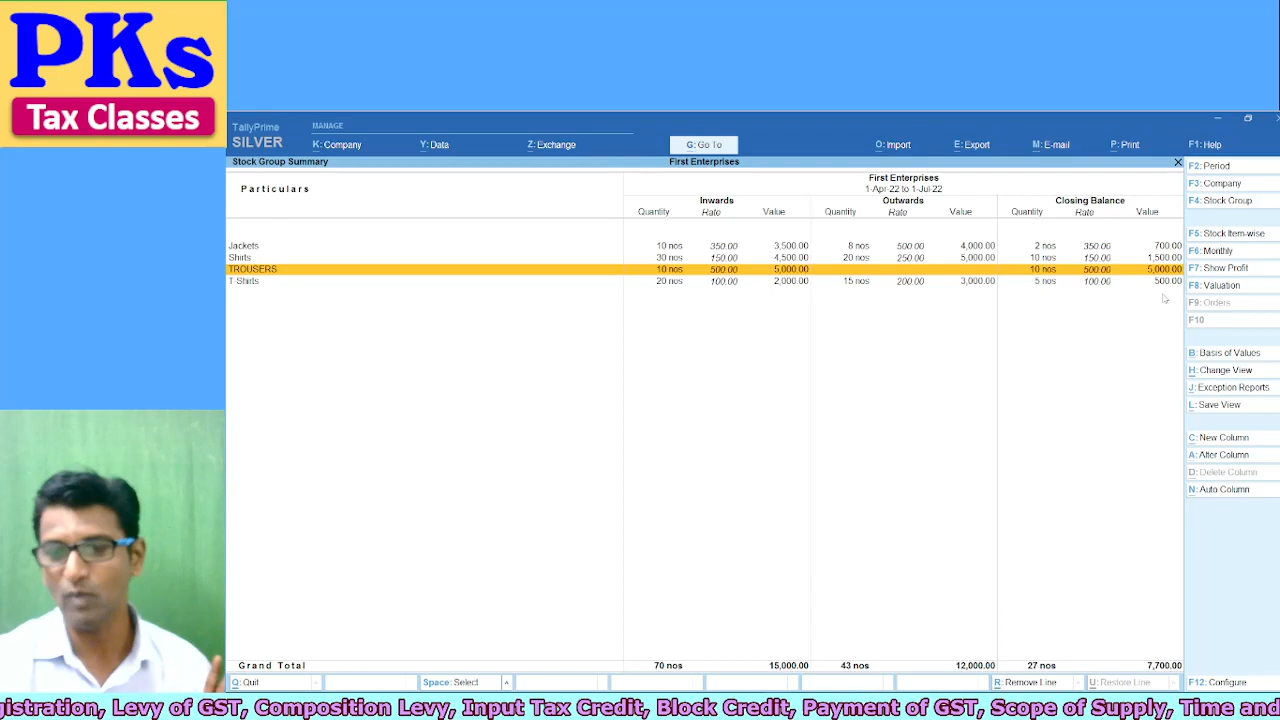 PKs
Tax Classes
TallyPrime
SILVER
MANAGE
K: Company
Y: Data
Z: Exchange
G: Go To
O: Import
E: Export
M: E-mail
P: Print
F1: Help
Stock Group Summary
First Enterprises
F2: Period
F3: Company
F4: Stock Group
F5: Stock Item-wise
F6: Monthly
F7: Show Profit
F8: Valuation
F9: Orders
F10
B: Basis of Values
H: Change View
J: Exception Reports
L: Save View
C: New Column
A: Alter Column
D: Delete Column
N: Auto Column
F12: Configure
Particulars
First Enterprises
1-Apr-22 to 1-Jul-22
Inwards Outwards Closing Balance
Quantity Rate Value Quantity Rate Value Quantity Rate Value
Jackets 10 nos 350.00 3,500.00 8 nos 500.00 4,000.00 2 nos 350.00 700.00
Shirts 30 nos 150.00 4,500.00 20 nos 250.00 5,000.00 10 nos 150.00 1,500.00
TROUSERS 10 nos 500.00 5,000.00 10 nos 500.00 5,000.00
T-Shirts 20 nos 100.00 2,000.00 15 nos 200.00 3,000.00 5 nos 100.00 500.00
Grand Total 70 nos 15,000.00 43 nos 12,000.00 27 nos 7,700.00
Q: Quit
Space: Select
R: Remove Line
U: Restore Line
gistration, Levy of GST, Composition Levy, Input Tax Credit, Block Credit, Payment of GST, Scope of Supply, Time and